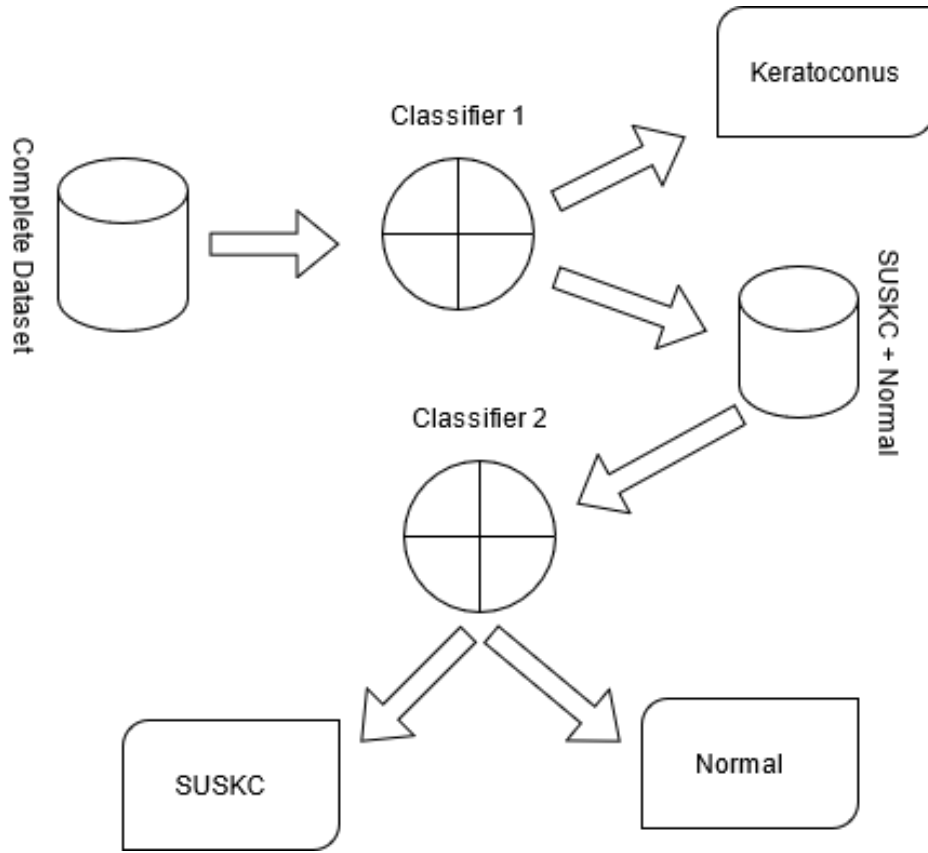 Keratoconus
Classifier 1
Complete Dataset
SUSKC + Normal
Classifier 2
SUSKC
Normal